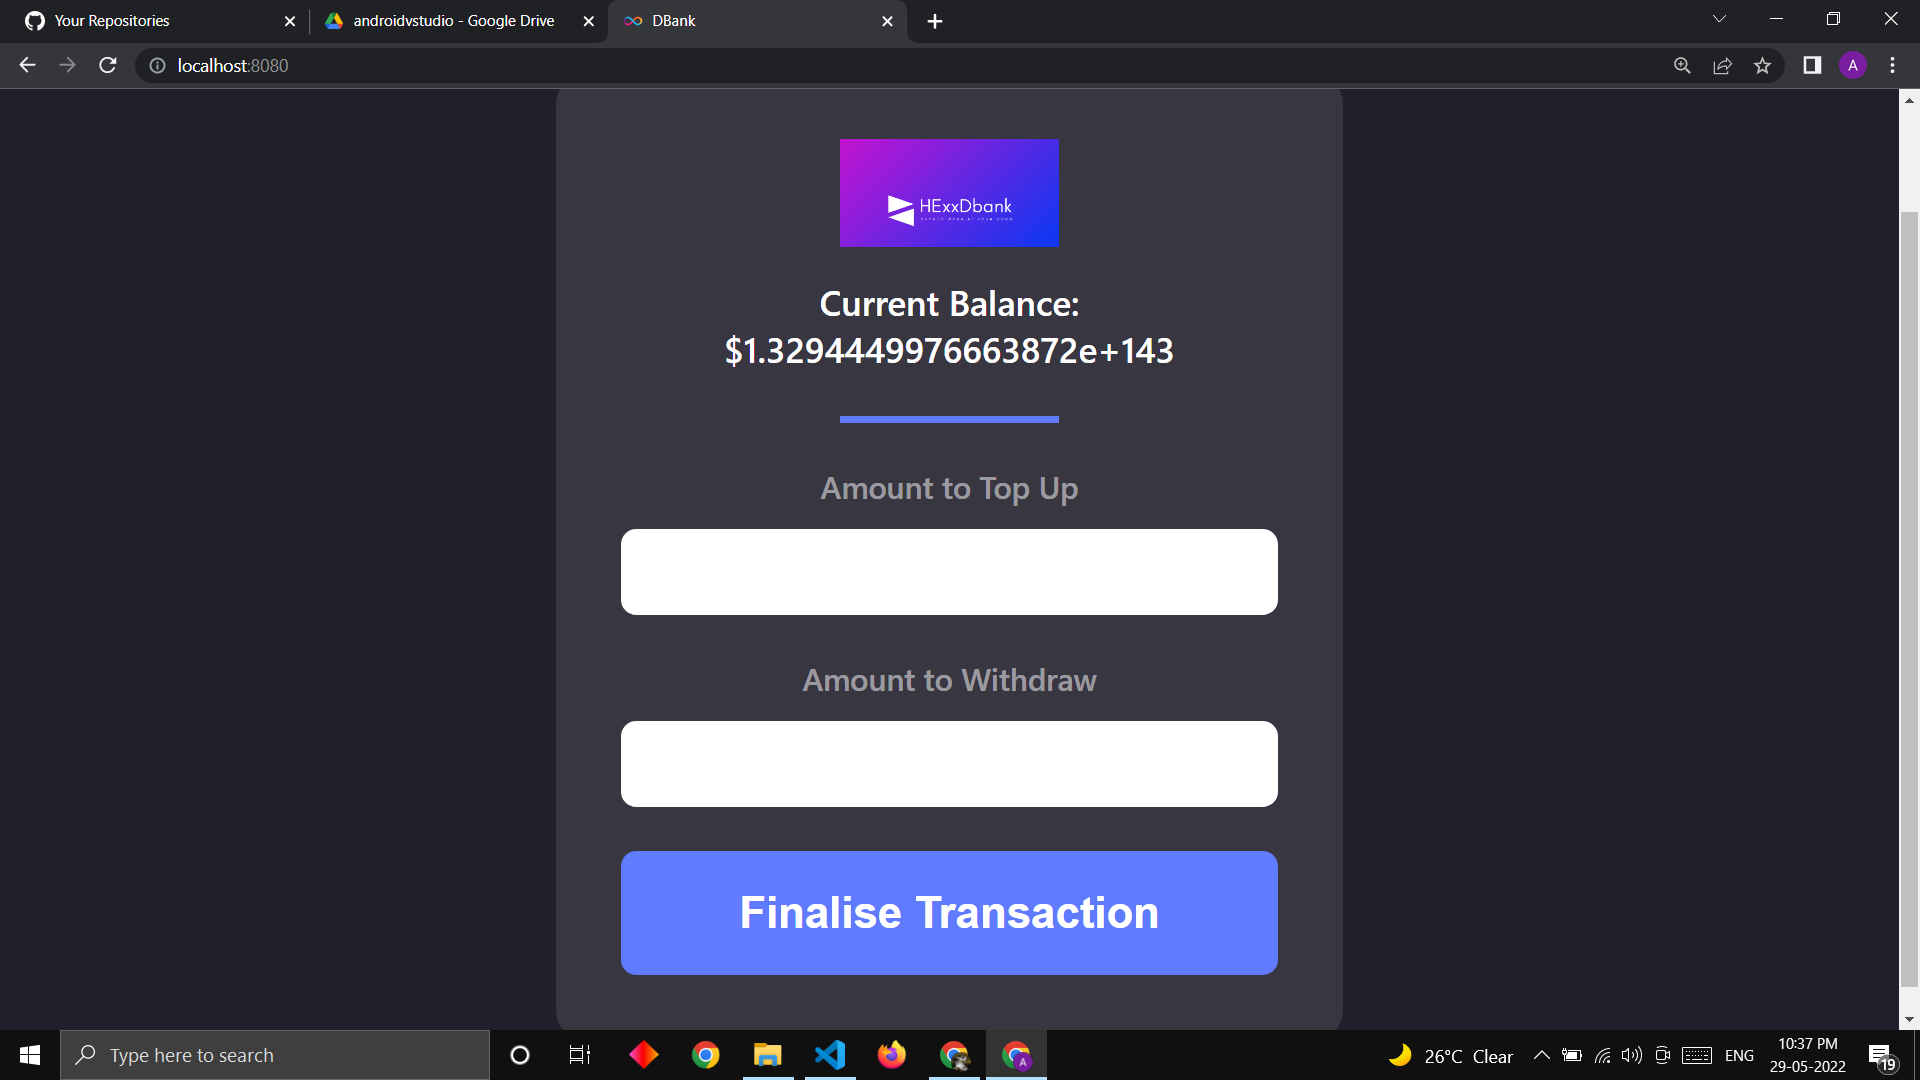 Your Repositories
androidvstudio - Google Drive
DBank
localhost:8080
A
HExxDbank
Current Balance:
$1.3294449976663872e+143
Amount to Top Up
Amount to Withdraw
Finalise Transaction
Type here to search
A
26°C Clear
ENG
10:37 PM
29-05-2022
19